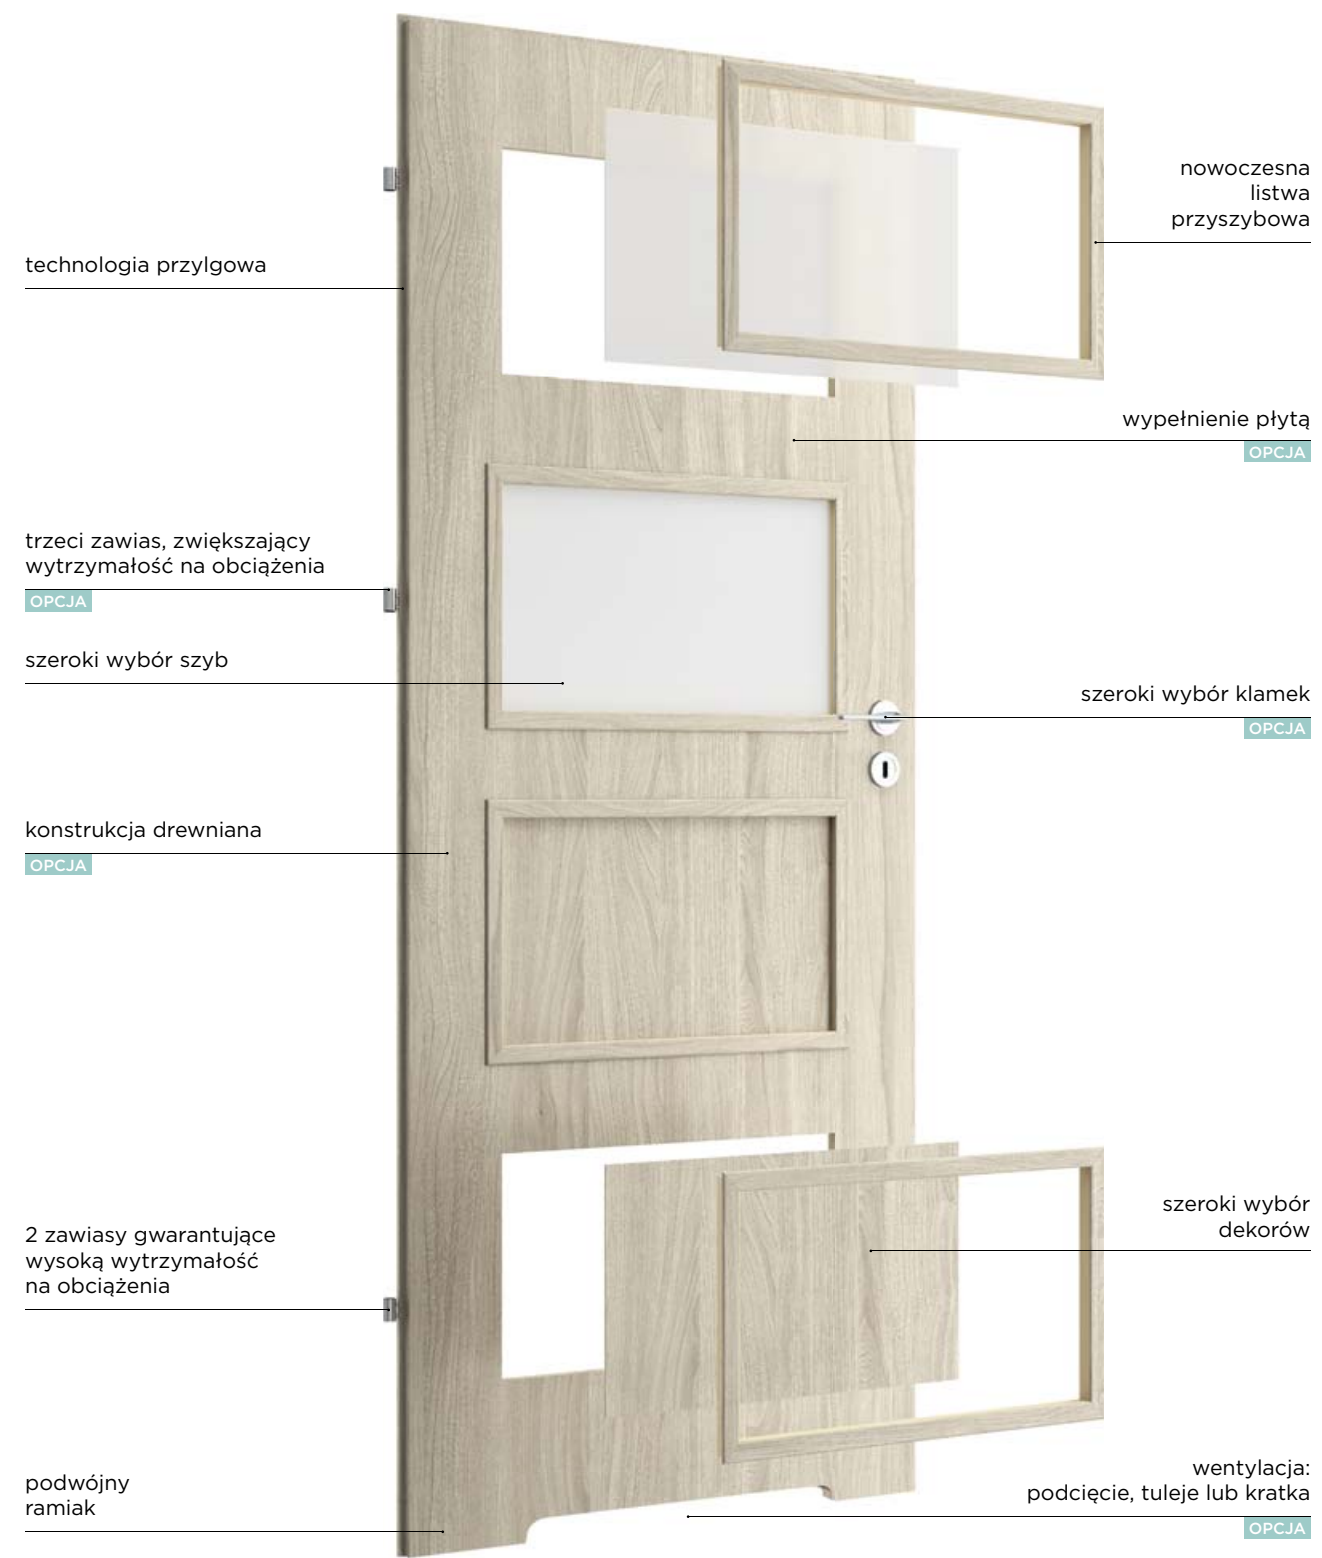 nowoczesna
listwa
przyszybowa
technologia przylgowa
wypełnienie płytą
OPCJA
trzeci zawias, zwiększający
wytrzymałość na obciążenia
OPCJA
szeroki wybór szyb
szeroki wybór klamek
OPCJA
konstrukcja drewniana
OPCJA
szeroki wybór
dekorów
2 zawiasy gwarantujące
wysoką wytrzymałość
na obciążenia
wentylacja:
podcięcie, tuleje lub kratka
OPCJA
podwójny
ramiak